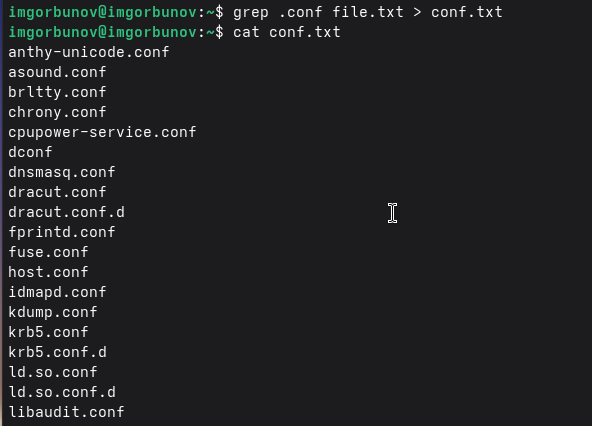 imgorbunov@imgorbunov:~$ grep .conf file.txt > conf.txt
imgorbunov@imgorbunov:~$ cat conf.txt
anthy-unicode.conf
asound.conf
brltty.conf
chrony.conf
cpupower-service.conf
dconf
dnsmasq.conf
dracut.conf
dracut.conf.d
fprintd.conf
fuse.conf
host.conf
idmapd.conf
kdump.conf
krb5.conf
krb5.conf.d
ld.so.conf
ld.so.conf.d
libaudit.conf